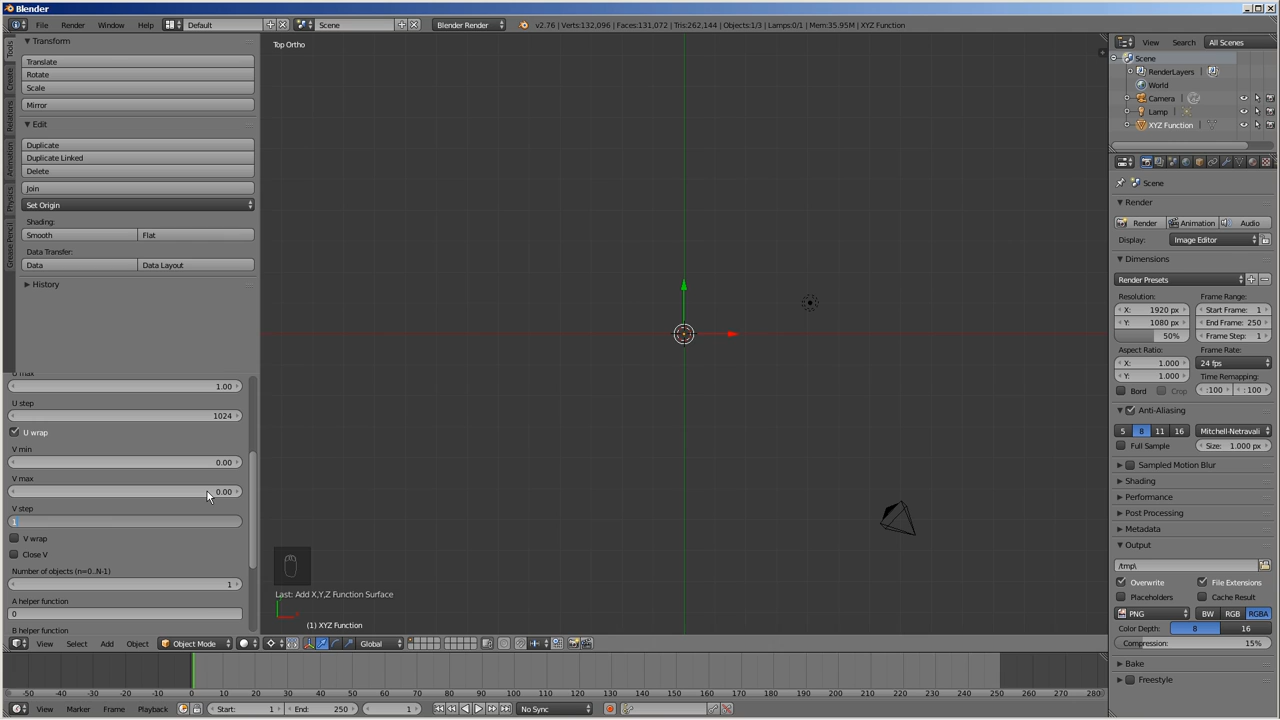 Blender
File Render Window Help Default Scene Blender Render v2.76 | Verts:132,096 | Faces:131,072 | Tris:262,144 | Objects:1/3 | Lamps:0/1 | Mem:35.95M | XYZ Function
Transform
Translate
Rotate
Scale
Mirror
Edit
Duplicate
Duplicate Linked
Delete
Join
Set Origin
Shading:
Smooth Flat
Data Transfer:
Data Data Layout
History
Tools
Create
Relations
Animation
Physics
Grease Pencil
U max
1.00
U step
1024
U wrap
V min
0.00
V max
0.00
V step
1
V wrap
Close V
Number of objects (n=0..N-1)
1
A helper function
0
B helper function
Top Ortho
Last: Add X,Y,Z Function Surface
(1) XYZ Function
View Select Add Object Object Mode Global
-50 -40 -30 -20 -10 0 10 20 30 40 50 60 70 80 90 100 110 120 130 140 150 160 170 180 190 200 210 220 230 240 250 260 270 280
View Marker Frame Playback Start: 1 End: 250 1 No Sync
View Search All Scenes
Scene
RenderLayers
World
Camera
Lamp
XYZ Function
Scene
Render
Render Animation Audio
Display: Image Editor
Dimensions
Render Presets
Resolution: Frame Range:
X: 1920 px Start Frame: 1
Y: 1080 px End Frame: 250
50% Frame Step: 1
Aspect Ratio: Frame Rate:
X: 1.000 24 fps
Y: 1.000 Time Remapping:
Bord Crop :100 :100
Anti-Aliasing
5 8 11 16 Mitchell-Netravali
Full Sample Size: 1.000 px
Sampled Motion Blur
Shading
Performance
Post Processing
Metadata
Output
/tmp\
Overwrite File Extensions
Placeholders Cache Result
PNG BW RGB RGBA
Color Depth: 8 16
Compression: 15%
Bake
Freestyle